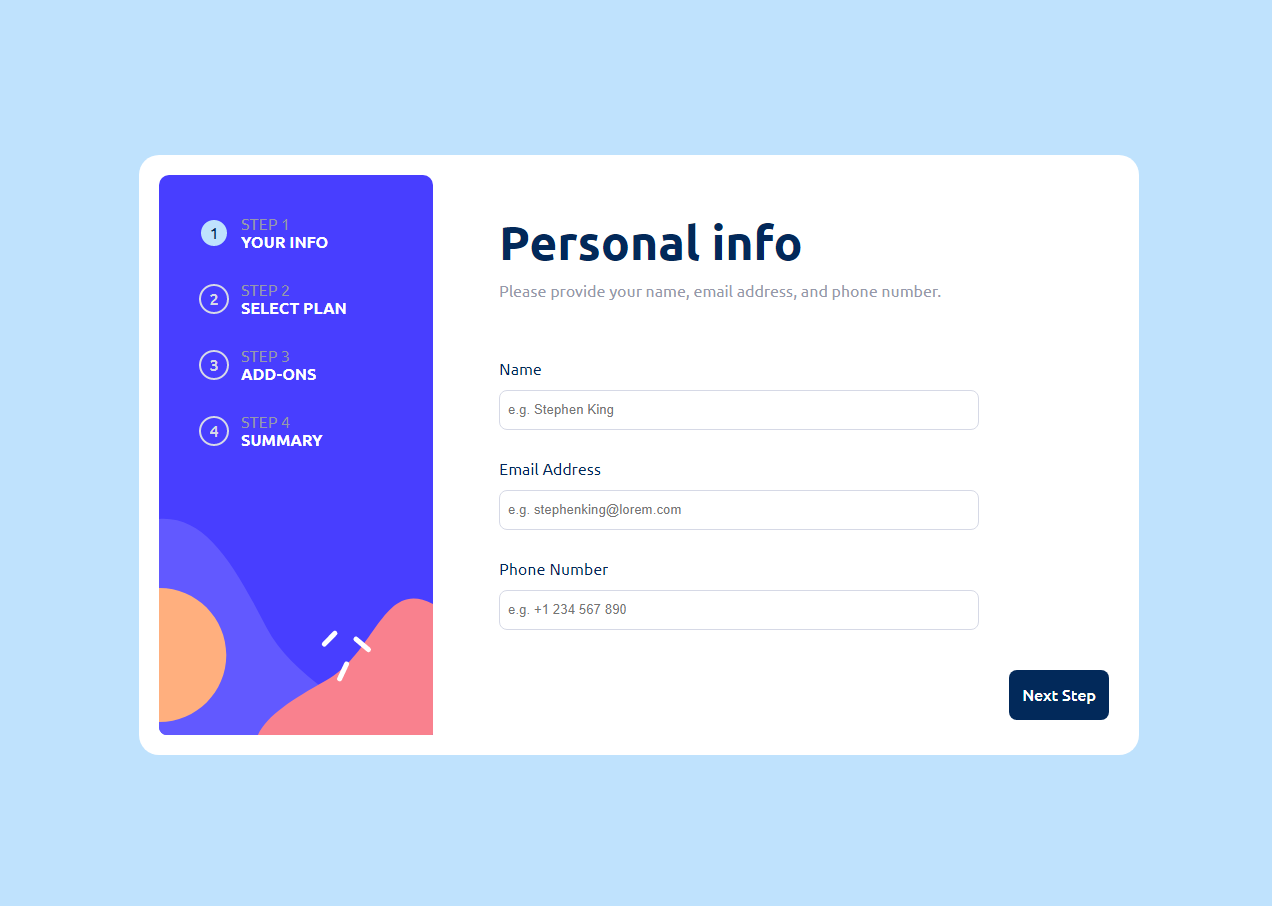 1
STEP 1
YOUR INFO
2
STEP 2
SELECT PLAN
3
STEP 3
ADD-ONS
4
STEP 4
SUMMARY
Personal info
Please provide your name, email address, and phone number.
Name
e.g. Stephen King
Email Address
e.g. stephenking@lorem.com
Phone Number
e.g. +1 234 567 890
Next Step